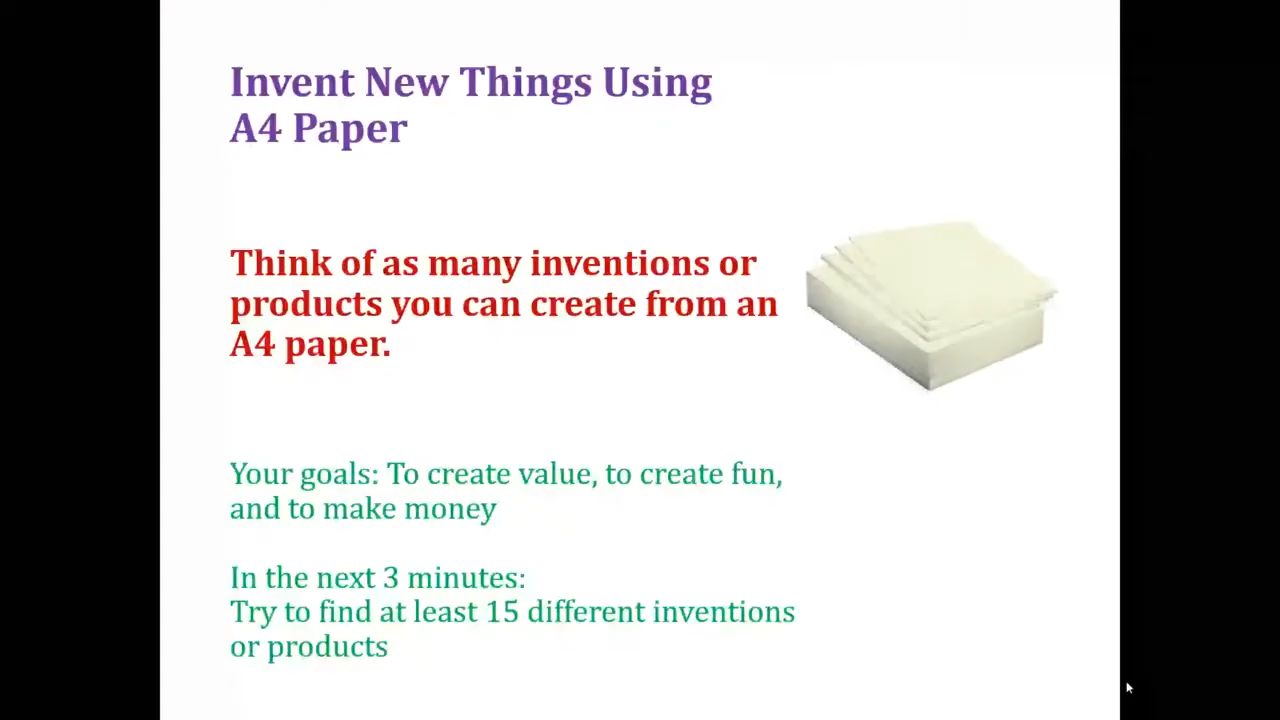 Invent New Things Using
A4 Paper
Think of as many inventions or
products you can create from an
A4 paper.
Your goals: To create value, to create fun,
and to make money
In the next 3 minutes:
Try to find at least 15 different inventions
or products